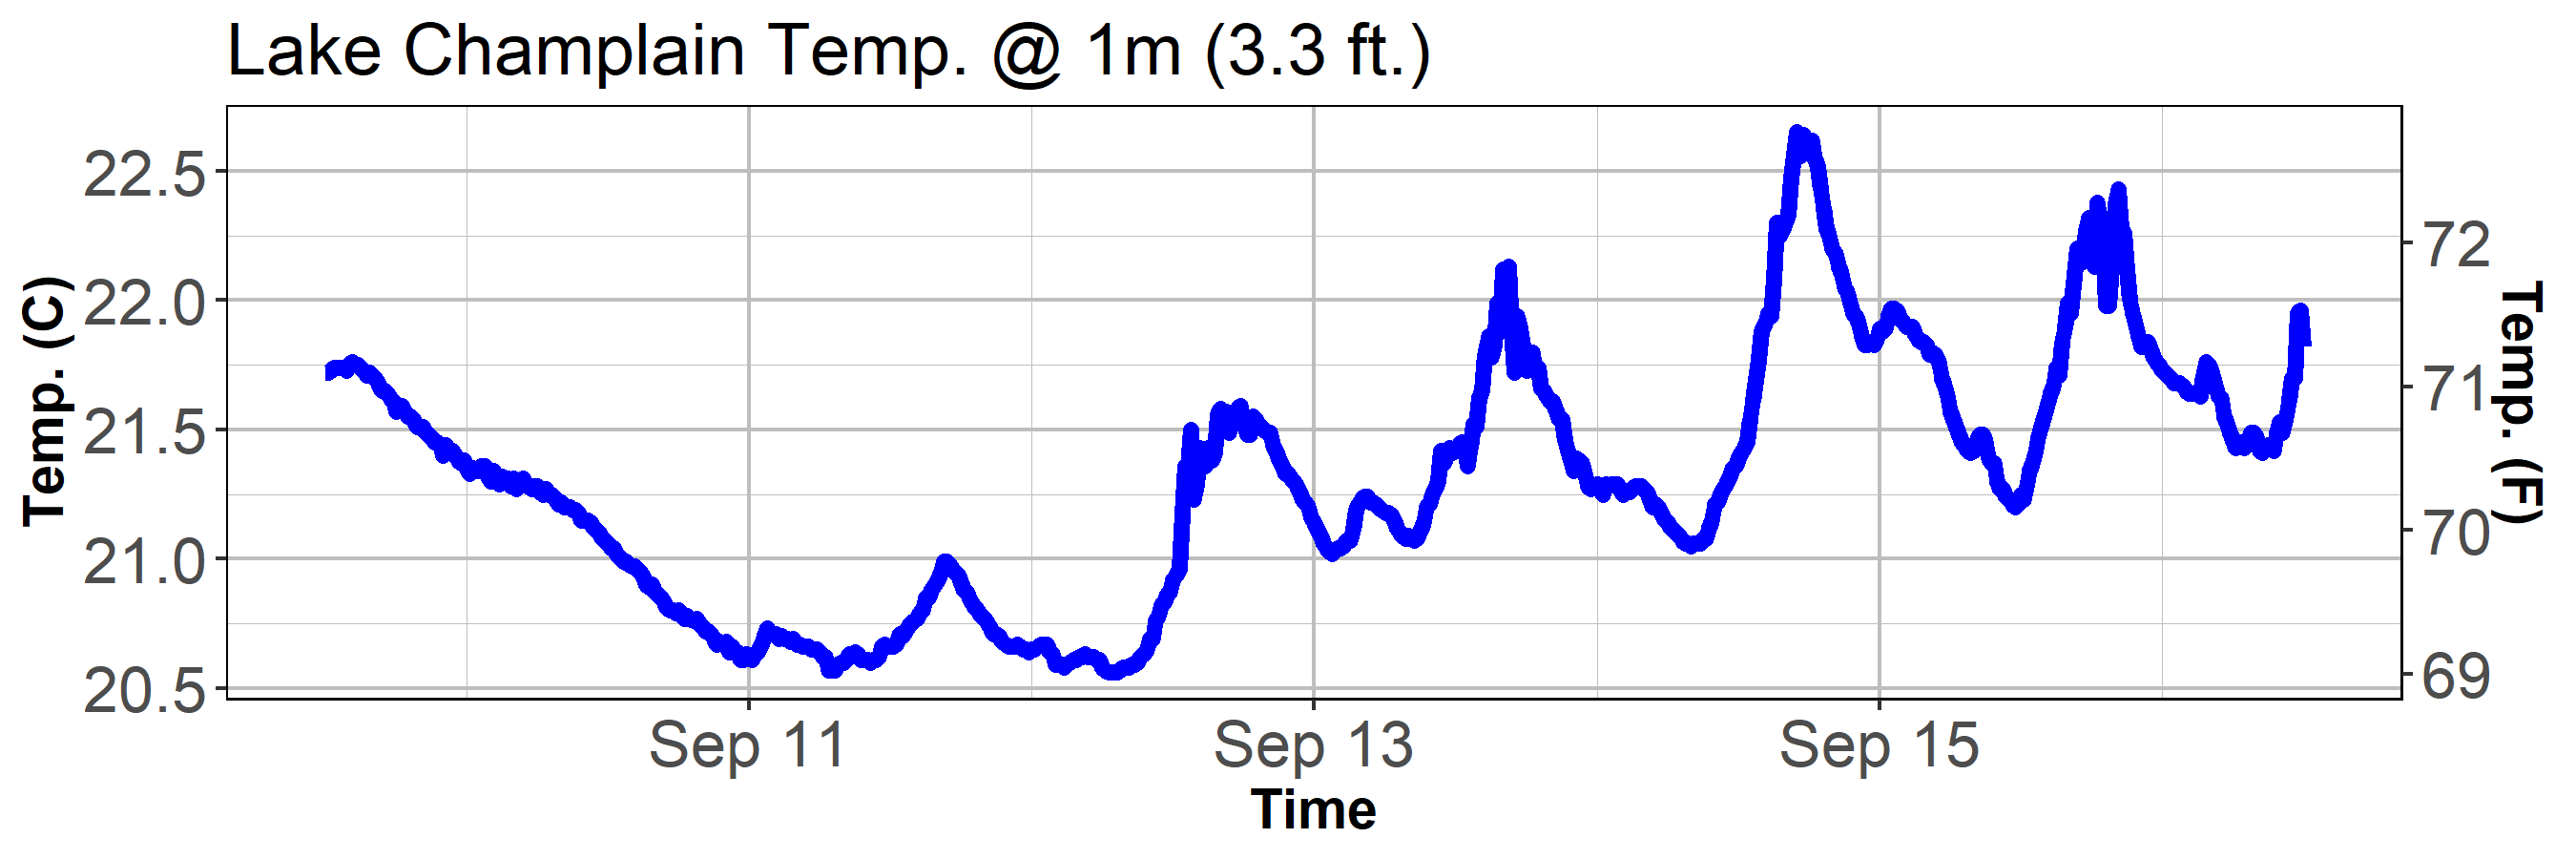 Lake Champlain Temp. @ 1m (3.3 ft.)
Temp. (C)
22.5
22.0
21.5
21.0
20.5
72
71
70
69
Temp. (F)
Sep 11
Sep 13
Sep 15
Time